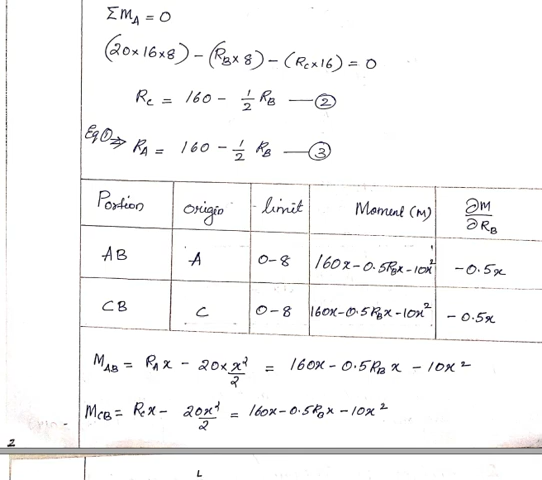 ΣM_A = 0
(20×16×8) - (R_B×8) - (R_C×16) = 0
R_C = 160 - 1/2 R_B — ②
Eq ① ⇒ R_A = 160 - 1/2 R_B — ③
Portion | origin | limit | Moment (M) | ∂M/∂R_B
AB | A | 0-8 | 160x-0.5R_Bx-10x² | -0.5x
CB | C | 0-8 | 160x-0.5R_Bx-10x² | -0.5x
M_AB = R_A x - 20× x²/2 = 160x-0.5R_B x - 10x²
M_CB = R_C x - 20x²/2 = 160x-0.5R_B x-10x²
2
L